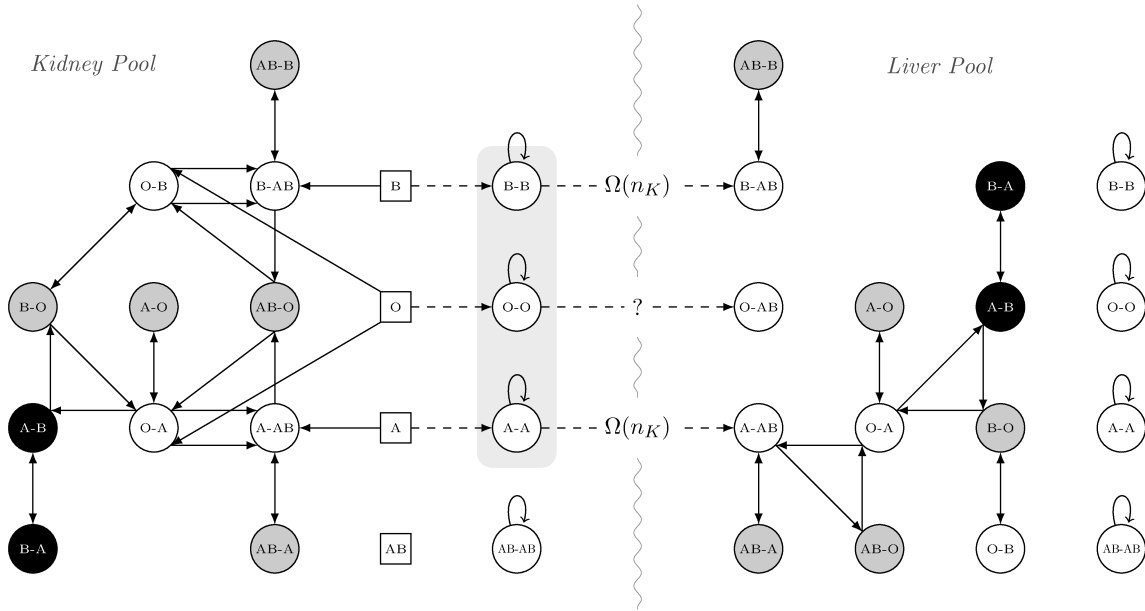 Kidney Pool
AB-B
AB-B
Liver Pool
O-B
B-AB
B
B-B
Ω(n_K)
B-AB
B-A
B-B
B-O
A-O
AB-O
O
O-O
?
O-AB
A-O
A-B
O-O
A-B
O-A
A-AB
A
A-A
Ω(n_K)
A-AB
O-A
B-O
A-A
B-A
AB-A
AB
AB-AB
AB-A
AB-O
O-B
AB-AB